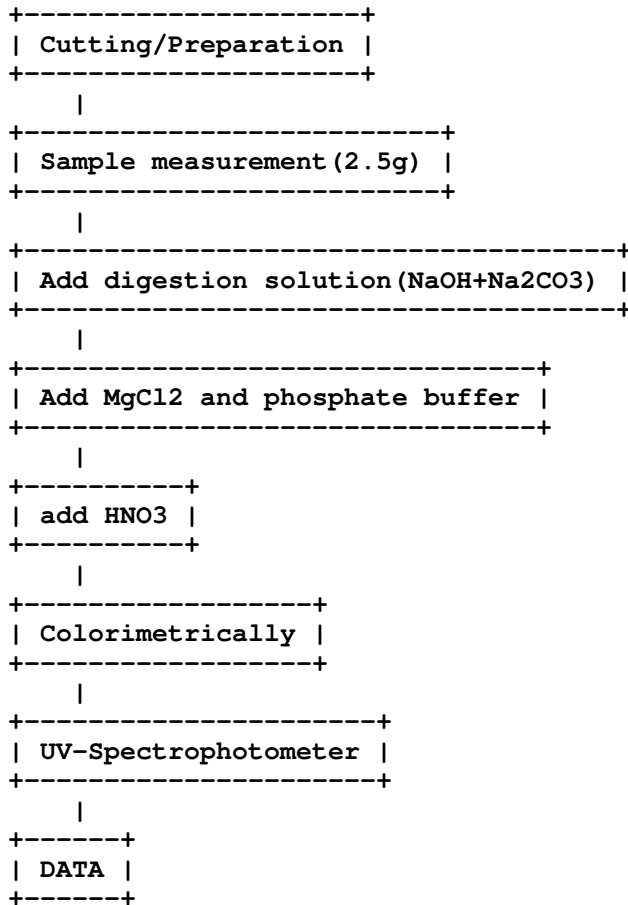 Cutting/Preparation
Sample measurement(2.5g)
Add digestion solution(NaOH+Na2CO3)
Add MgCl2 and phosphate buffer
add HNO3
Colorimetrically
UV-Spectrophotometer
DATA